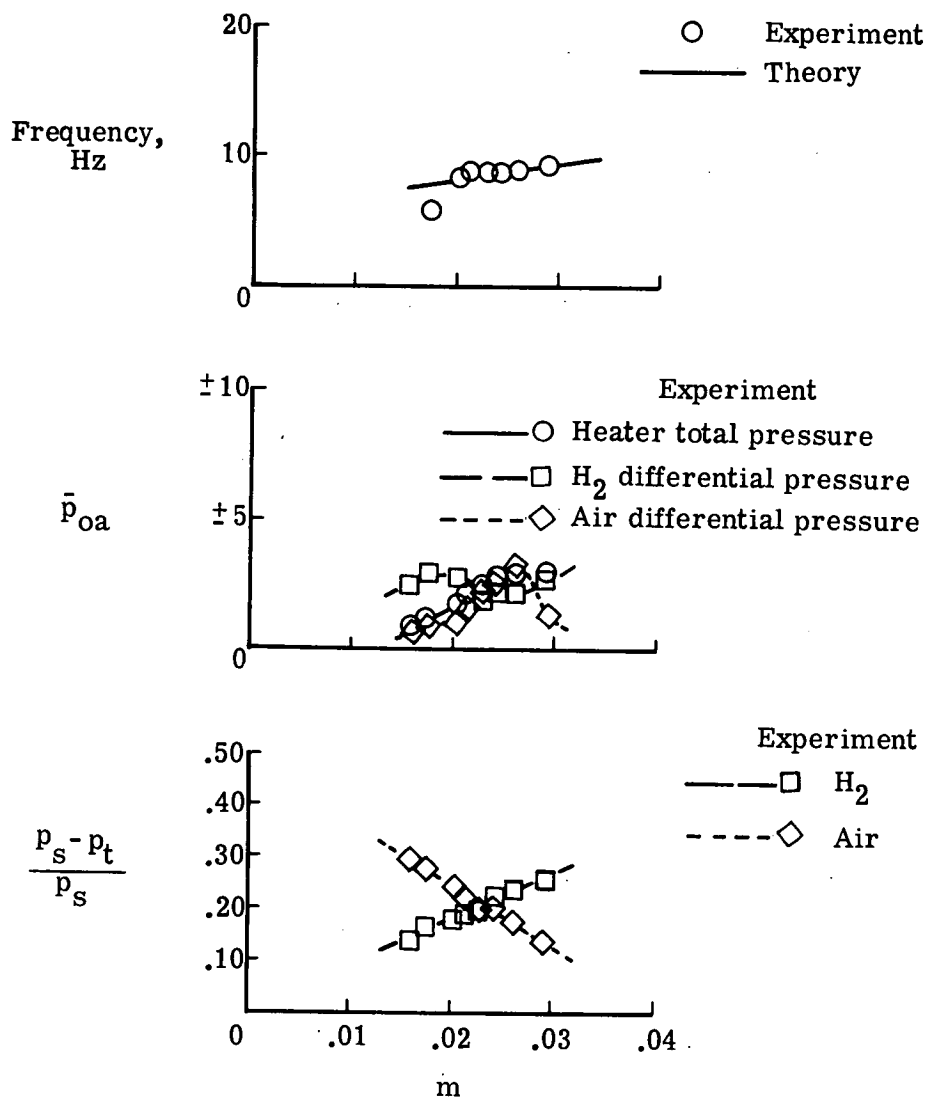 20
10
0
Frequency,
Hz
Experiment
Theory
± 10
± 5
0
p̄oa
Experiment
Heater total pressure
H2 differential pressure
Air differential pressure
.50
.40
.30
.20
.10
ps - pt
ps
Experiment
H2
Air
0 .01 .02 .03 .04
m